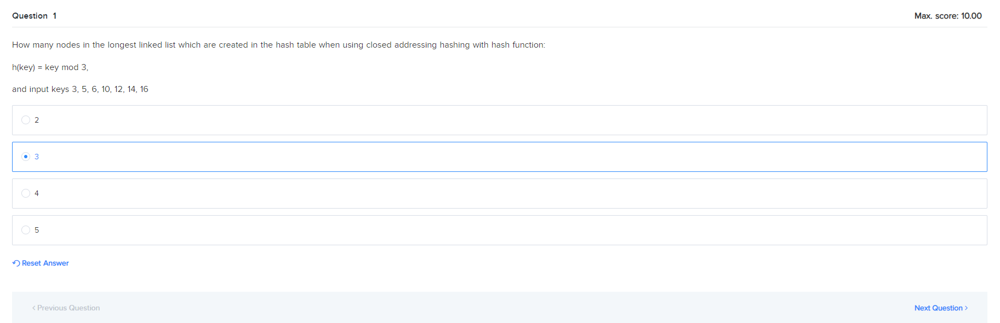 Question 1
Max. score: 10.00
How many nodes in the longest linked list which are created in the hash table when using closed addressing hashing with hash function:
h(key) = key mod 3,
and input keys 3, 5, 6, 10, 12, 14, 16
2
3
4
5
Reset Answer
< Previous Question
Next Question >